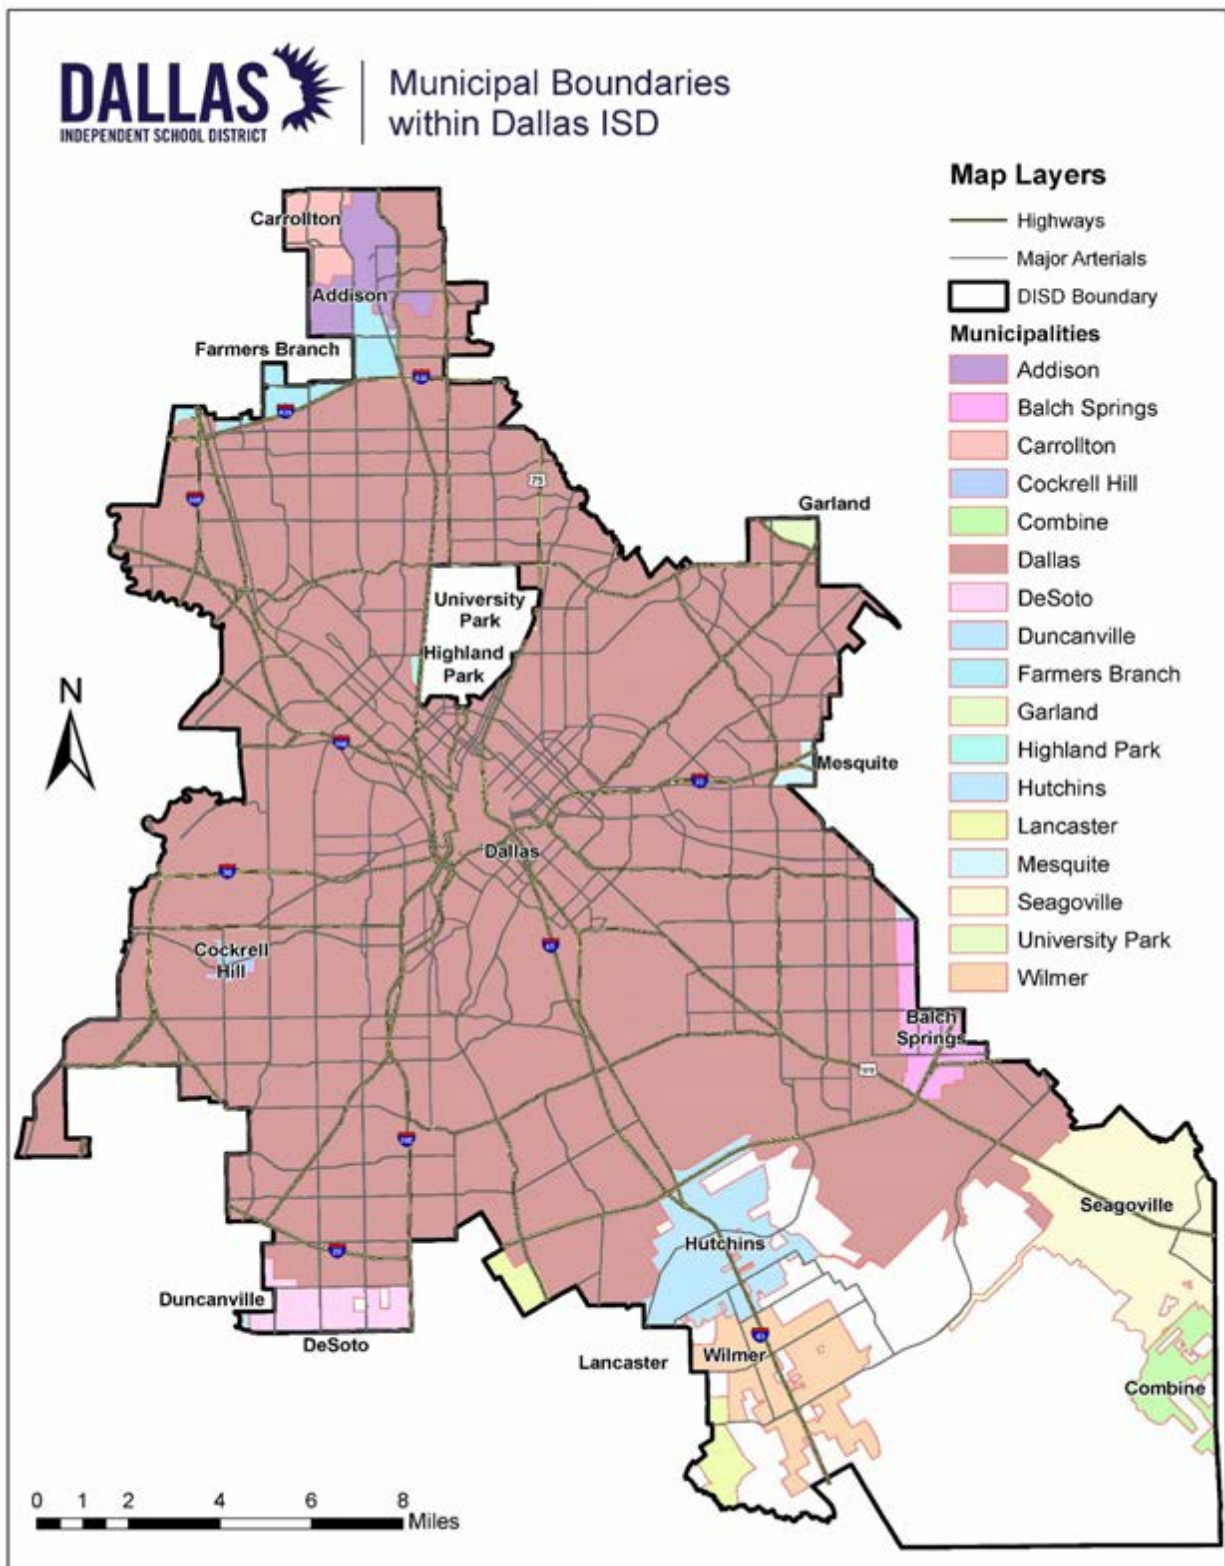 DALLAS
INDEPENDENT SCHOOL DISTRICT
Municipal Boundaries
within Dallas ISD
Map Layers
Highways
Major Arterials
DISD Boundary
Municipalities
Addison
Balch Springs
Carrollton
Cockrell Hill
Combine
Dallas
DeSoto
Duncanville
Farmers Branch
Garland
Highland Park
Hutchins
Lancaster
Mesquite
Seagoville
University Park
Wilmer
Carrollton
Addison
Farmers Branch
75
Garland
University
Park
Highland
Park
N
Mesquite
Dallas
Cockrell
Hill
Balch
Springs
Seagoville
Hutchins
Duncanville
DeSoto
Lancaster
Wilmer
Combine
0 1 2 4 6 8
Miles